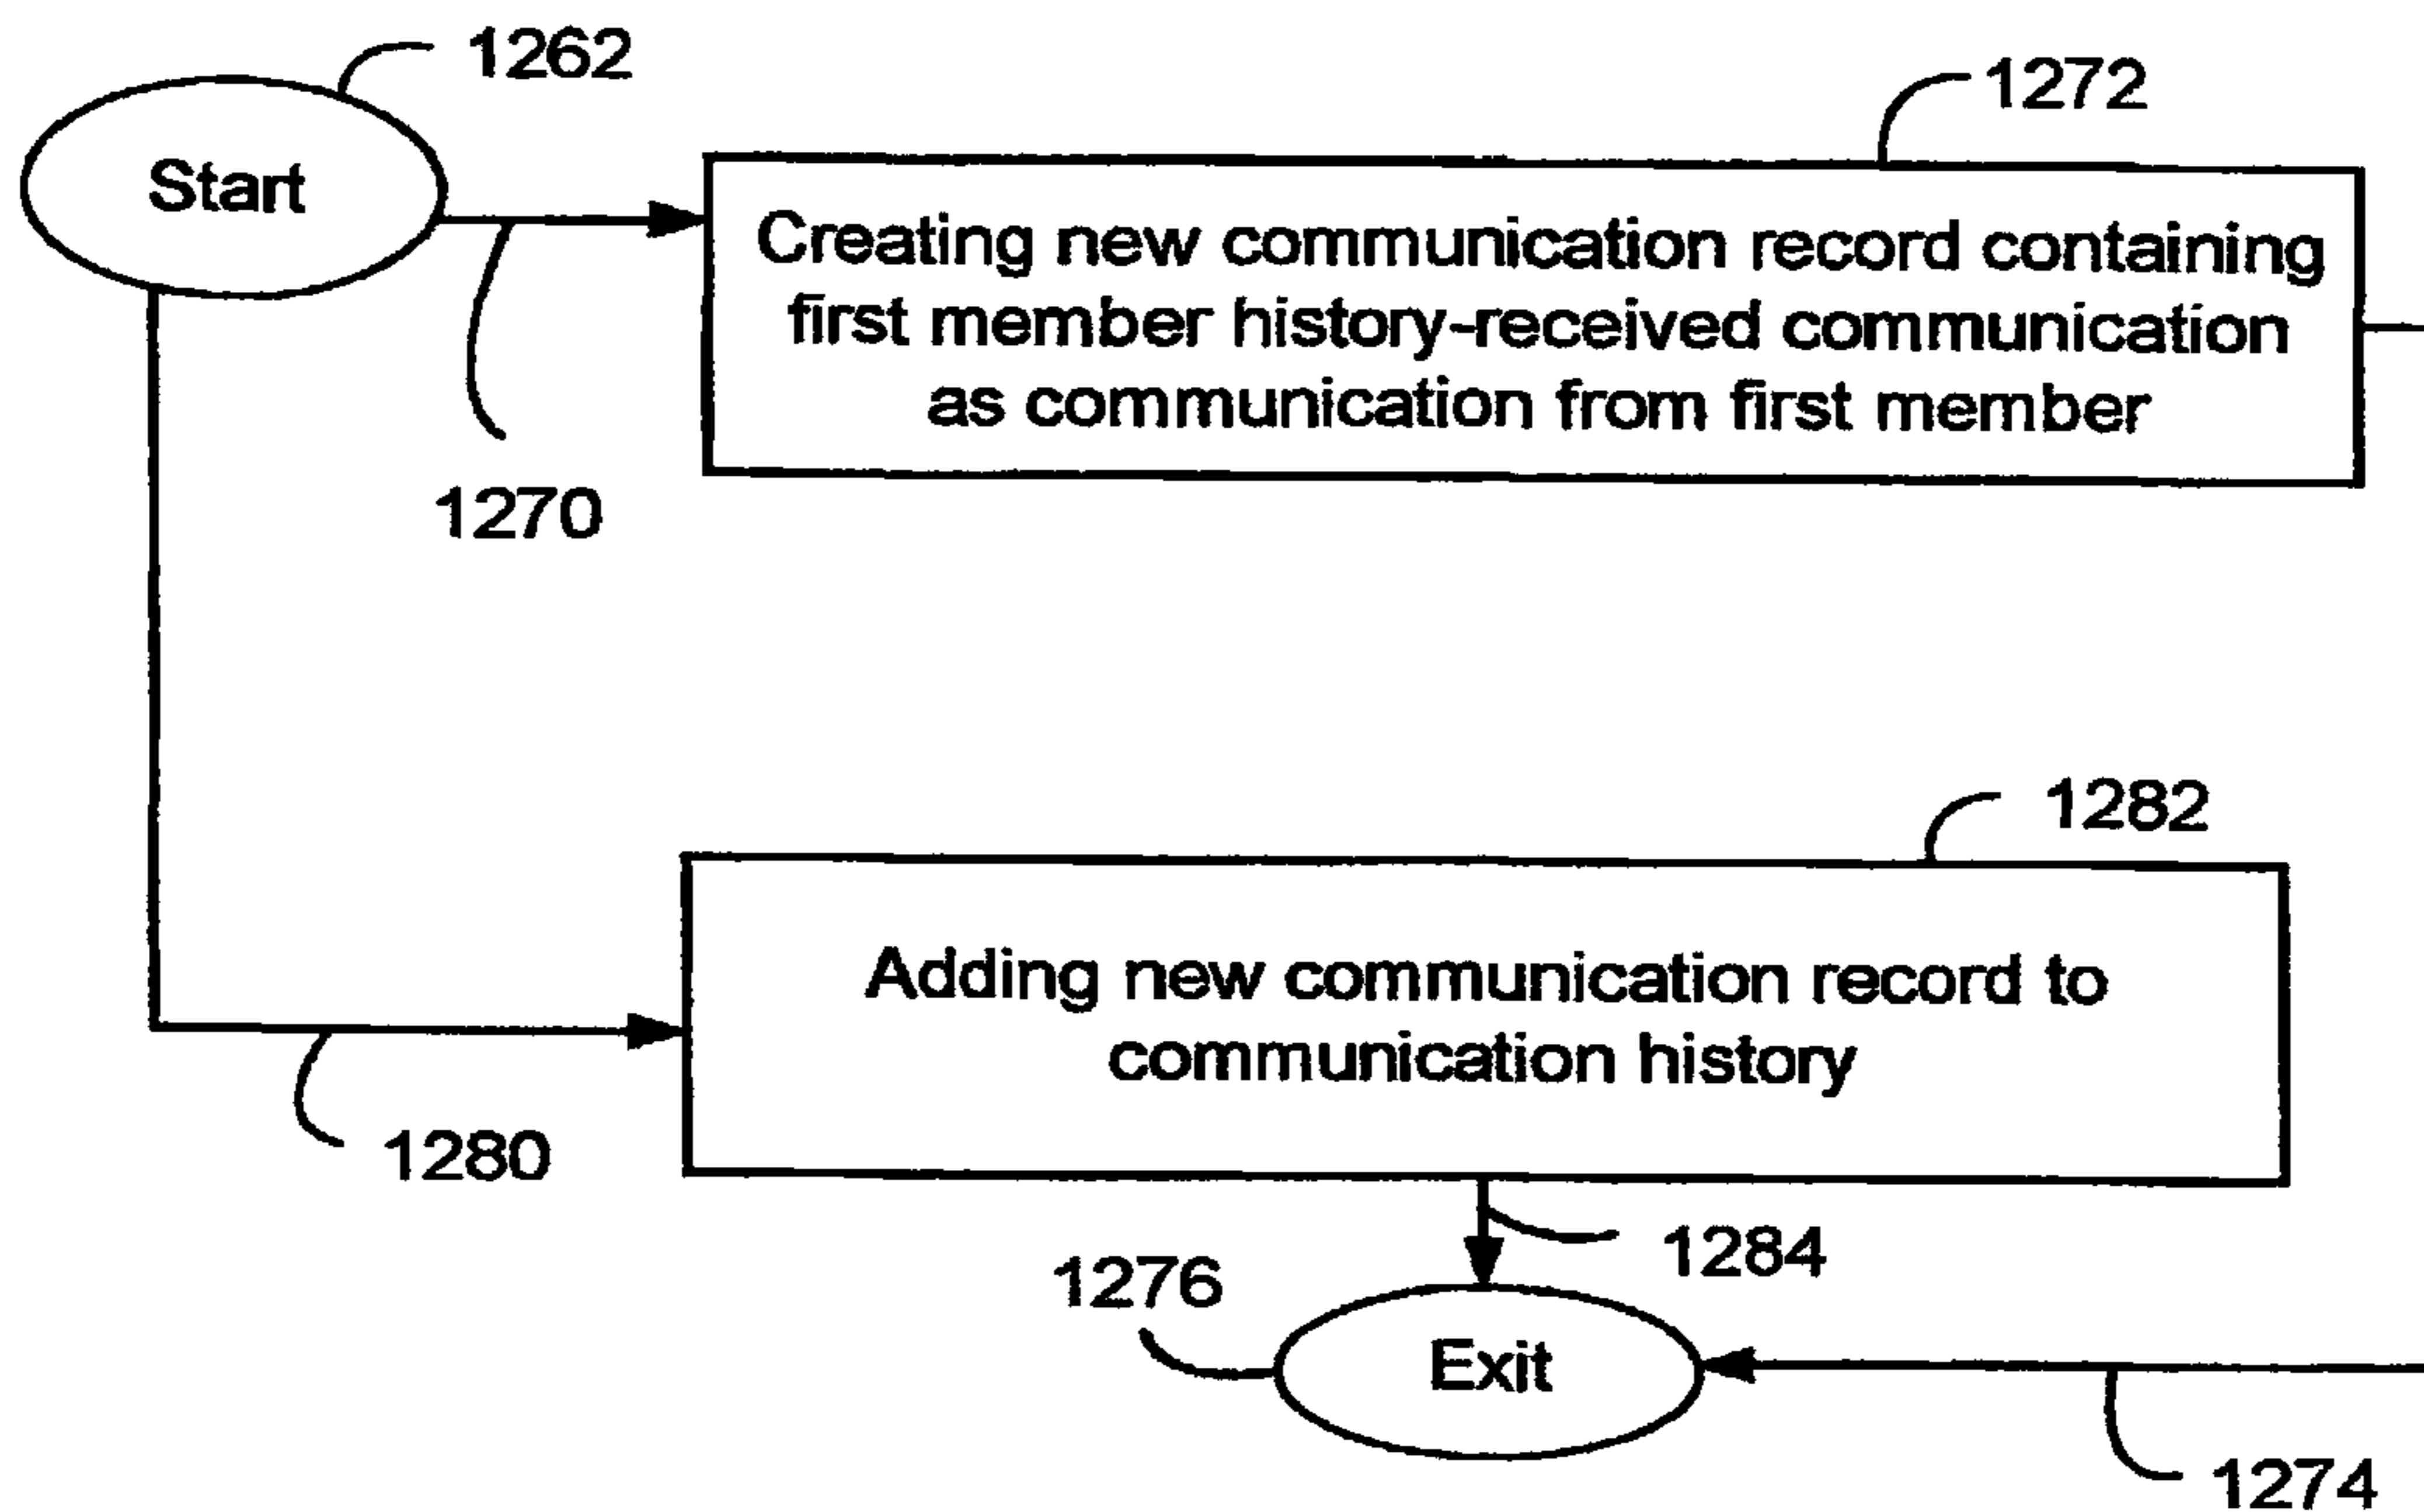 1262
Start
1272
Creating new communication record containing
first member history-received communication
as communication from first member
1270
1282
Adding new communication record to
communication history
1280
1284
1276
Exit
1274